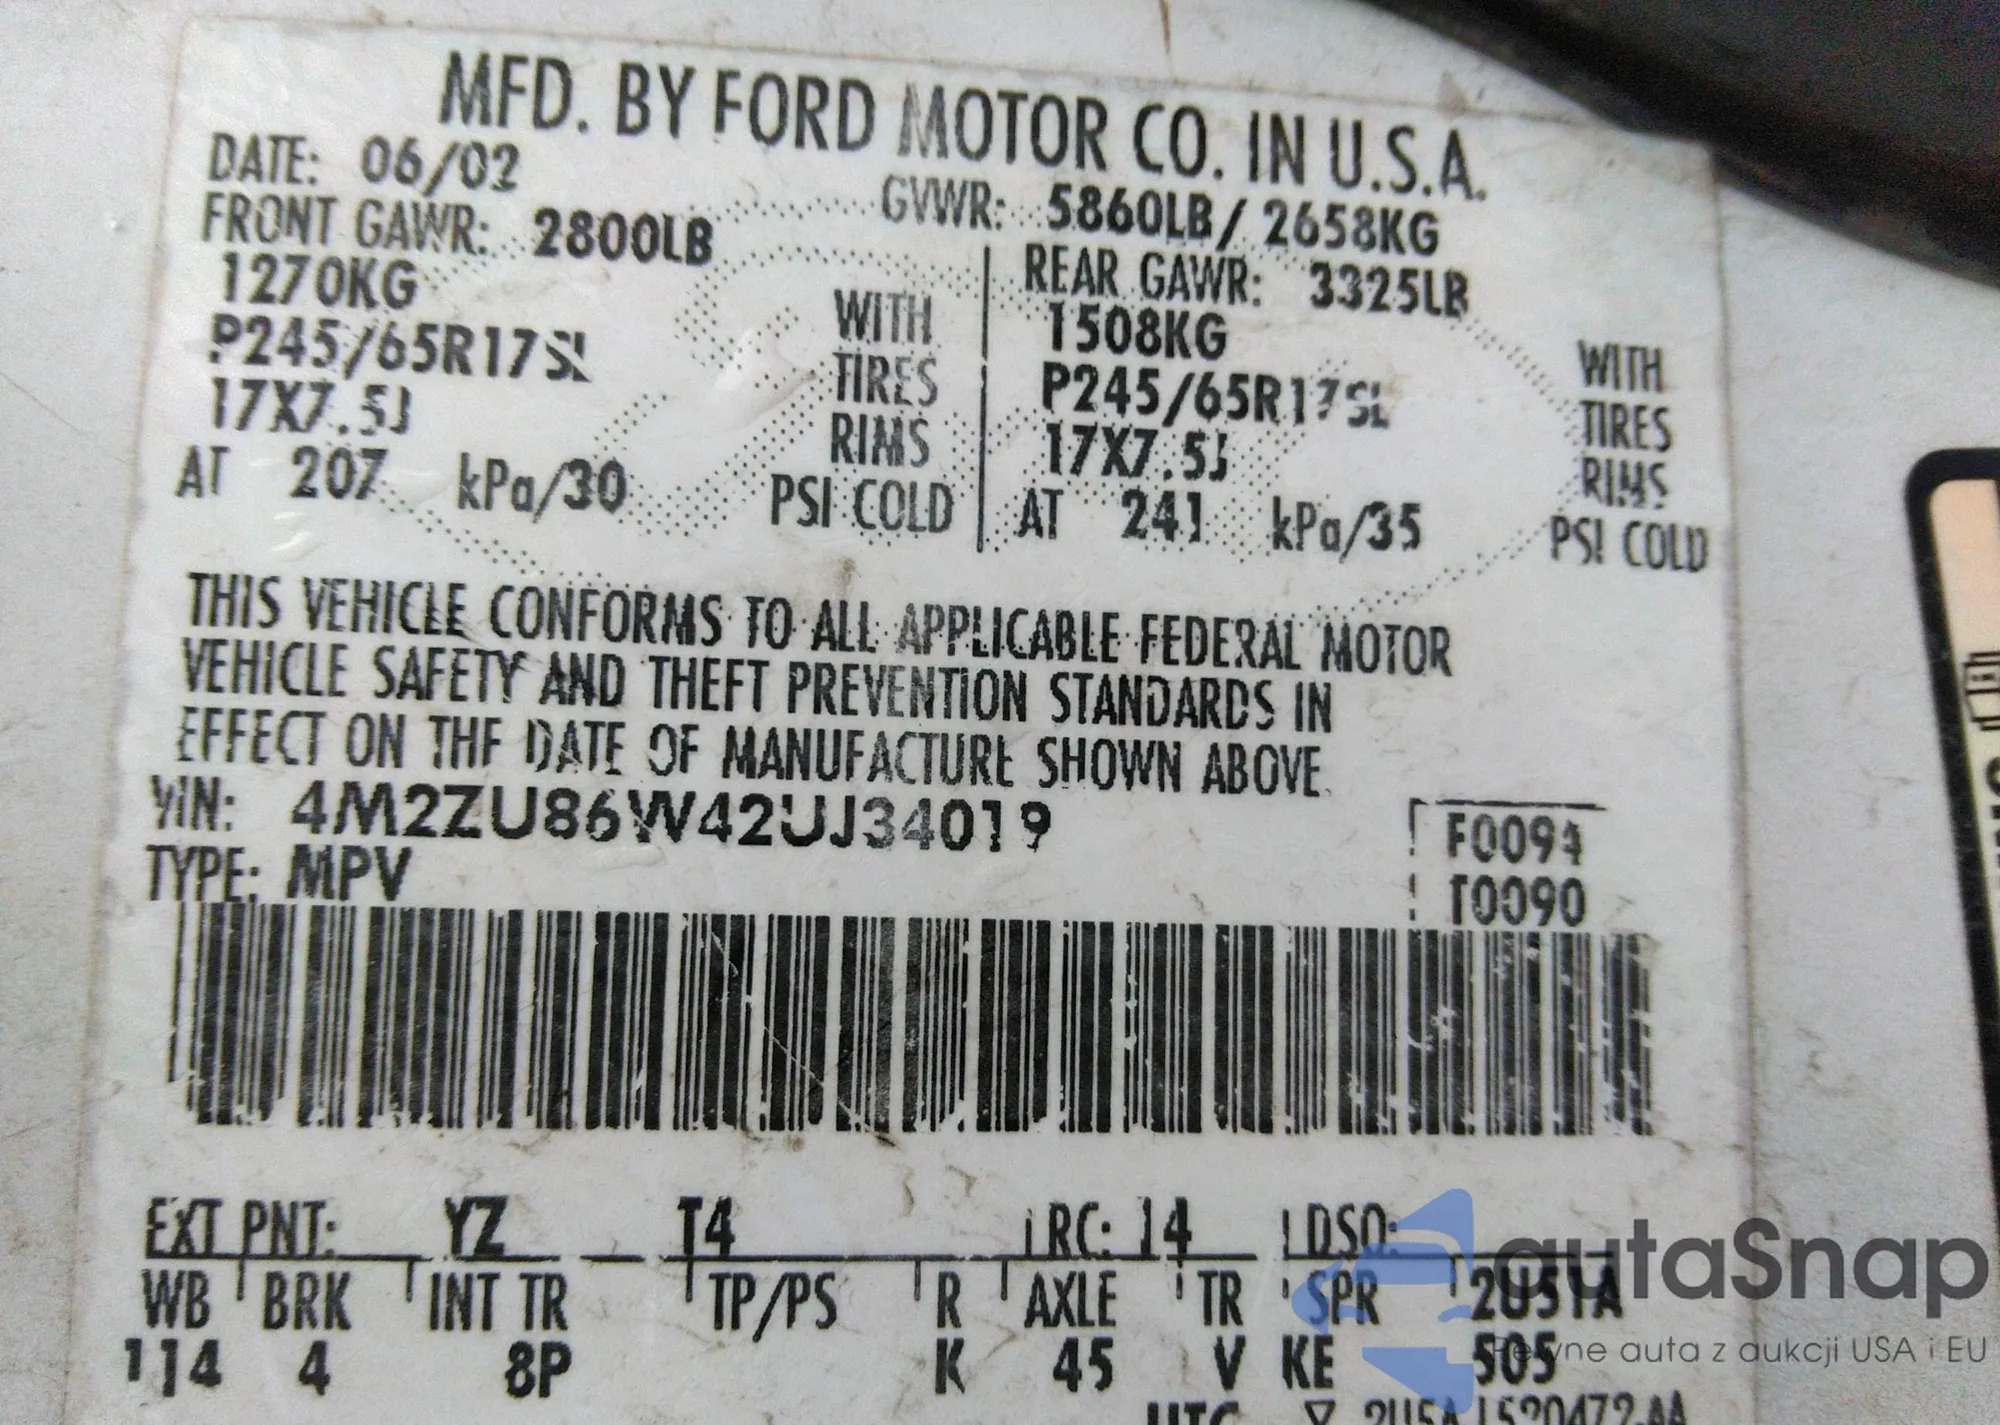 MFD. BY FORD MOTOR CO. IN U.S.A.
DATE: 06/02 GVWR: 5860LB/ 2658KG
FRONT GAWR: 2800LB REAR GAWR: 3325LB
1270KG WITH 1508KG WITH
P245/65R17SL TIRES P245/65R17SL TIRES
17X7.5J RIMS 17X7.5J RIMS
AT 207 kPa/30 PSI COLD AT 241 kPa/35 PSI COLD
THIS VEHICLE CONFORMS TO ALL APPLICABLE FEDERAL MOTOR
VEHICLE SAFETY AND THEFT PREVENTION STANDARDS IN
EFFECT ON THE DATE OF MANUFACTURE SHOWN ABOVE.
VIN: 4M2ZU86W42UJ34019
TYPE: MPV
F0094
T0090
EXT PNT: YZ T4 RC: 14 DSO:
WB BRK INT TR TP/PS R AXLE TR SPR 2U51A
114 4 8P K 45 V KE 505
UTC
autaSnap
Pewne auta z aukcji USA i EU